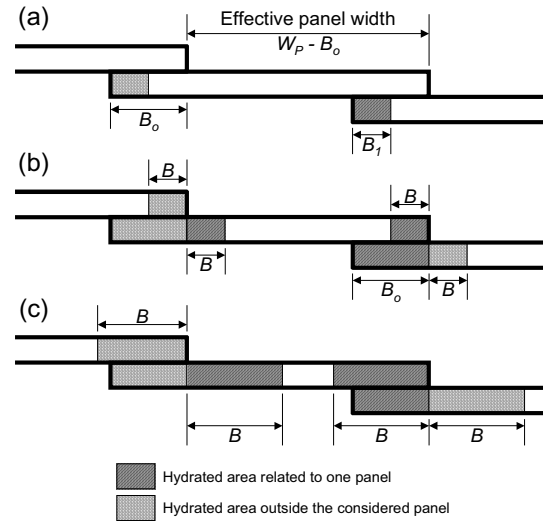 (a)
Effective panel width
W_P - B_o
B_o
B_1
(b)
B
B
B
B_o
B
(c)
B
B
B
B
Hydrated area related to one panel
Hydrated area outside the considered panel